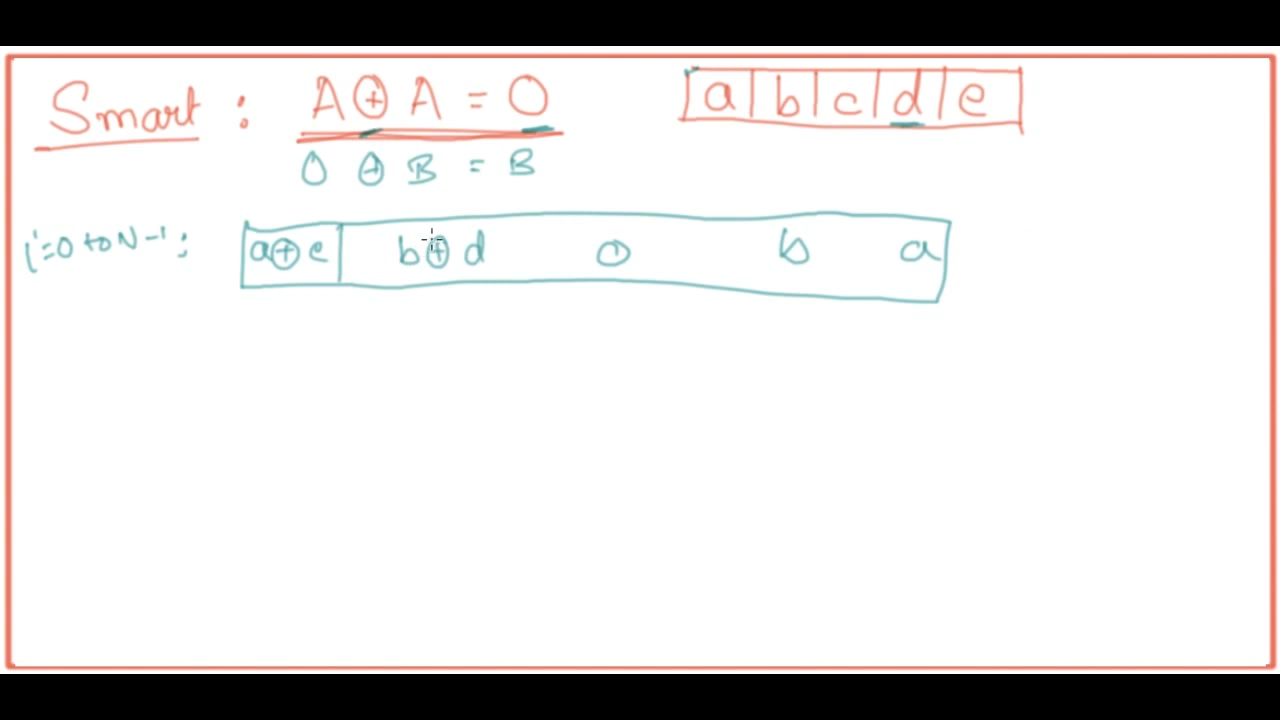 Smart : A ⊕ A = 0
a b c d e
0 ⊕ B = B
i=0 to N-1 : a⊕e b⊕d 0 b a